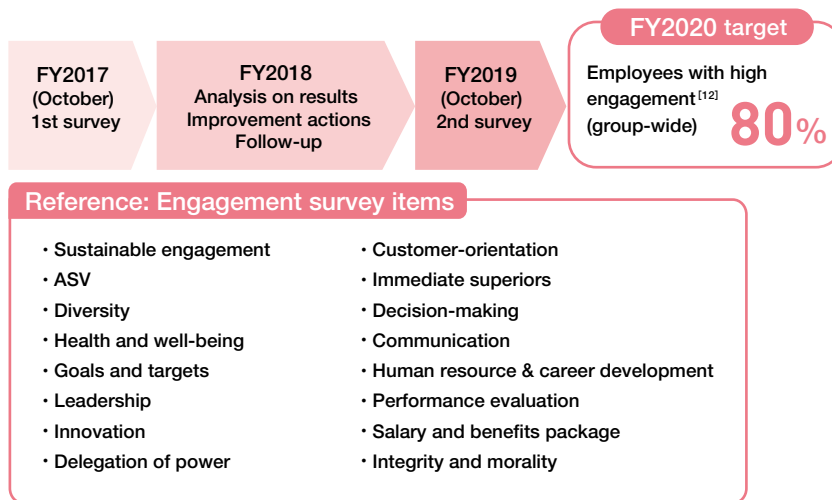 FY2017
(October)
1st survey
FY2018
Analysis on results
Improvement actions
Follow-up
FY2019
(October)
2nd survey
FY2020 target
Employees with high
engagement [12]
(group-wide)
80%
Reference: Engagement survey items
・Sustainable engagement
・ASV
・Diversity
・Health and well-being
・Goals and targets
・Leadership
・Innovation
・Delegation of power
・Customer-orientation
・Immediate superiors
・Decision-making
・Communication
・Human resource & career development
・Performance evaluation
・Salary and benefits package
・Integrity and morality